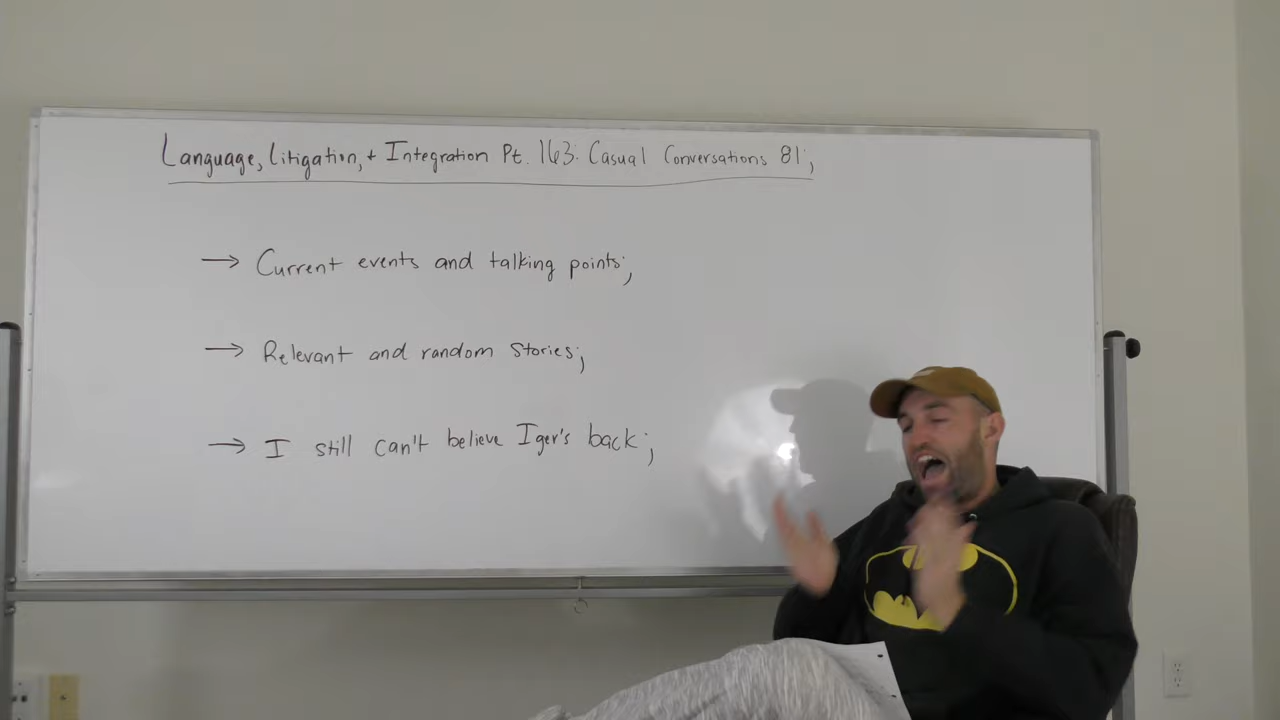 Language, Litigation, + Integration Pt. 163: Casual Conversations 81;
→ Current events and talking points;
→ Relevant and random stories;
→ I still can't believe Iger's back;